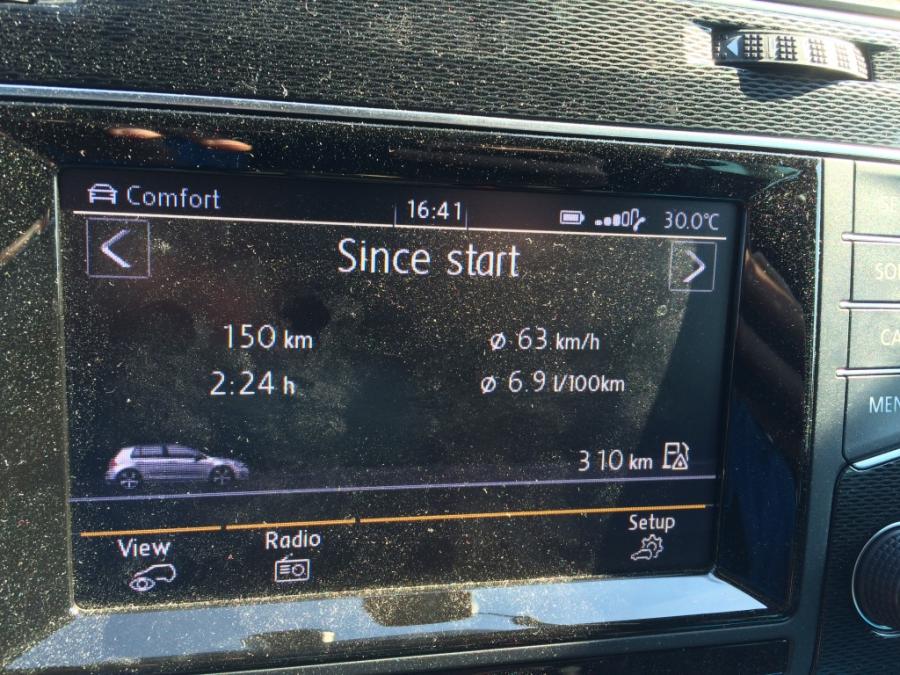 Comfort 16:41 30.0°C
Since start
150 km ø 63 km/h
2:24 h ø 6.9 l/100km
310 km
View Radio Setup